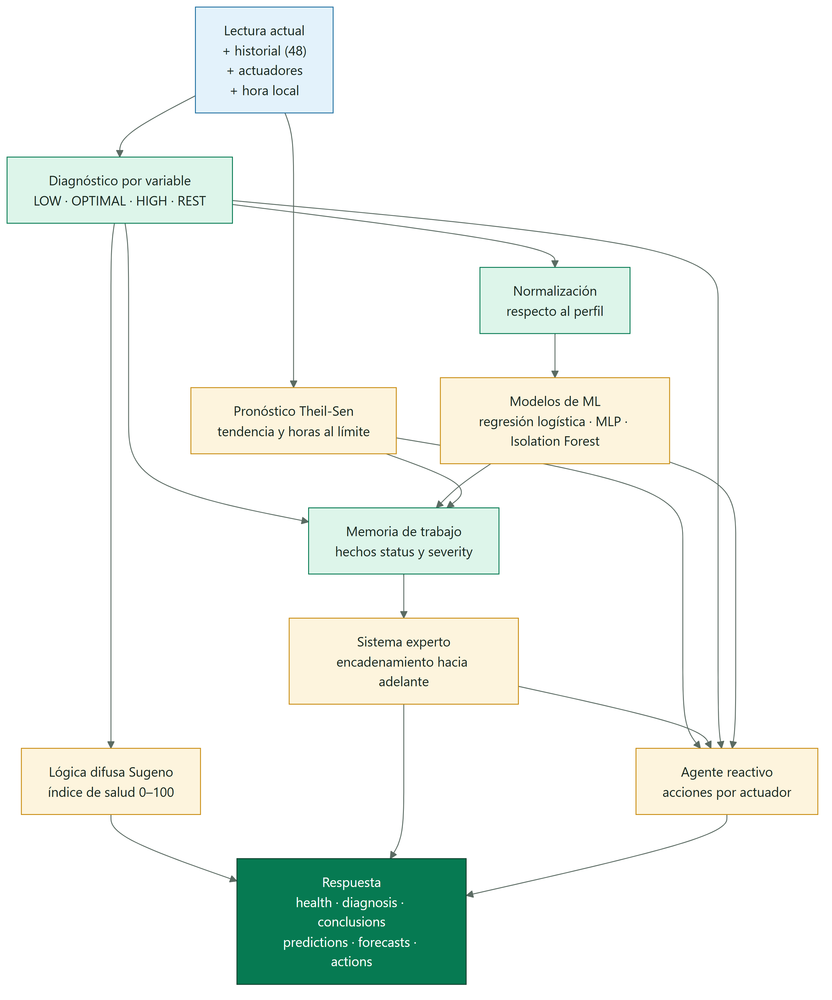 Lectura actual
+ historial (48)
+ actuadores
+ hora local
Diagnóstico por variable
LOW · OPTIMAL · HIGH · REST
Normalización
respecto al perfil
Pronóstico Theil-Sen
tendencia y horas al límite
Modelos de ML
regresión logística · MLP ·
Isolation Forest
Memoria de trabajo
hechos status y severity
Sistema experto
encadenamiento hacia
adelante
Lógica difusa Sugeno
índice de salud 0–100
Agente reactivo
acciones por actuador
Respuesta
health · diagnosis ·
conclusions
predictions · forecasts ·
actions